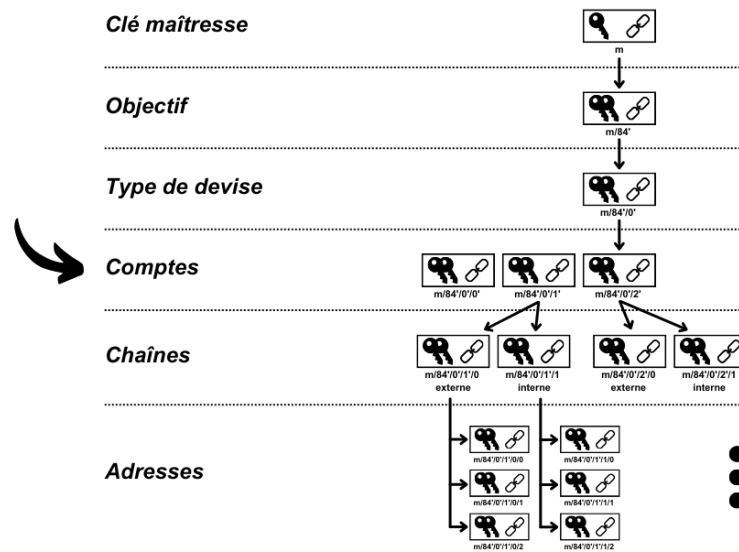 Clé maîtresse
m
Objectif
m/84'
Type de devise
m/84'/0'
Comptes
m/84'/0'/0' m/84'/0'/1' m/84'/0'/2'
Chaînes
m/84'/0'/1'/0 m/84'/0'/1'/1 m/84'/0'/2'/0 m/84'/0'/2'/1
externe interne externe interne
m/84'/0'/1'/0/0 m/84'/0'/1'/1/0
Adresses
m/84'/0'/1'/0/1 m/84'/0'/1'/1/1
m/84'/0'/1'/0/2 m/84'/0'/1'/1/2